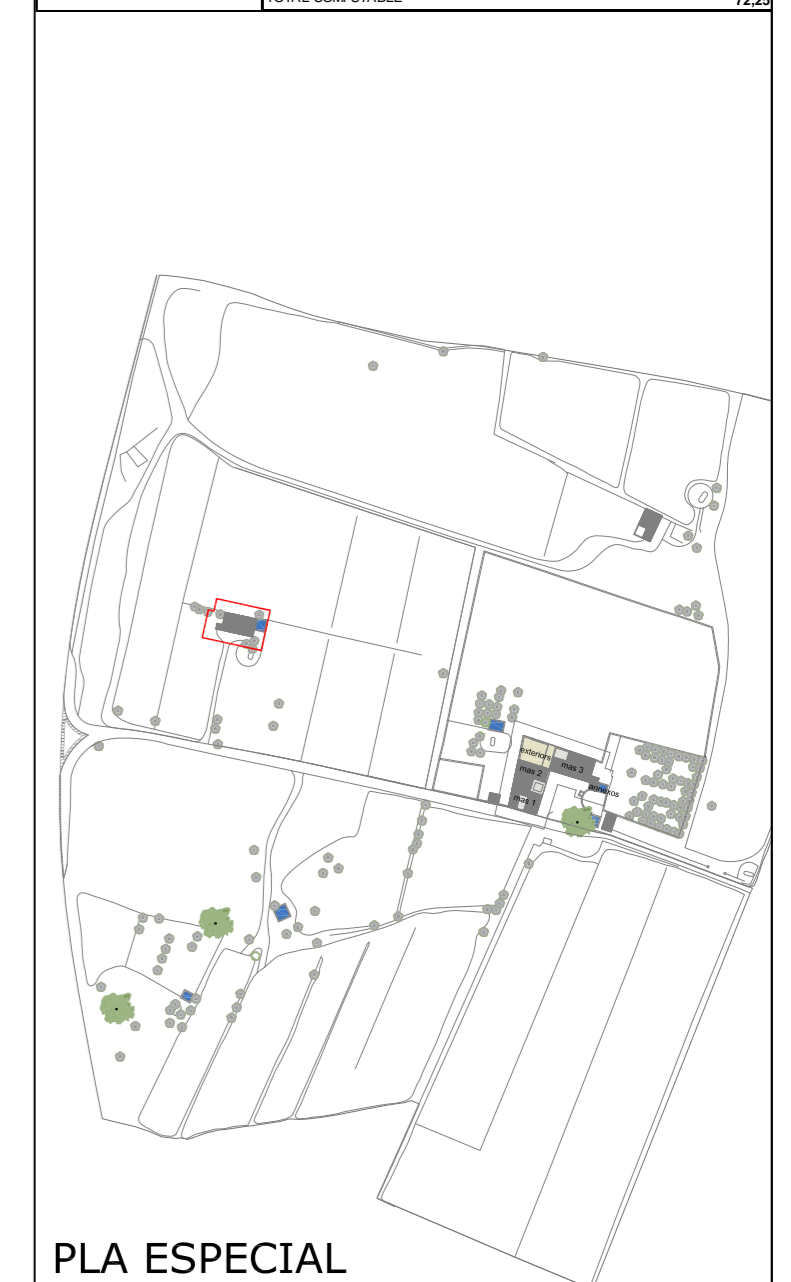 TOTAL COMPUTABLE 72,25
exteriors
mas 3
mas 2
annexos
mas 1
PLA ESPECIAL